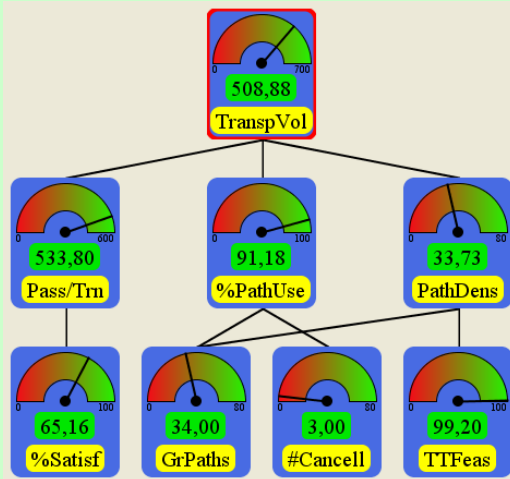 0 700
508,88
TranspVol
0 600
533,80
Pass/Trn
0 100
91,18
%PathUse
0 80
33,73
PathDens
0 100
65,16
%Satisf
0 80
34,00
GrPaths
0 80
3,00
#Cancell
0 100
99,20
TTFeas